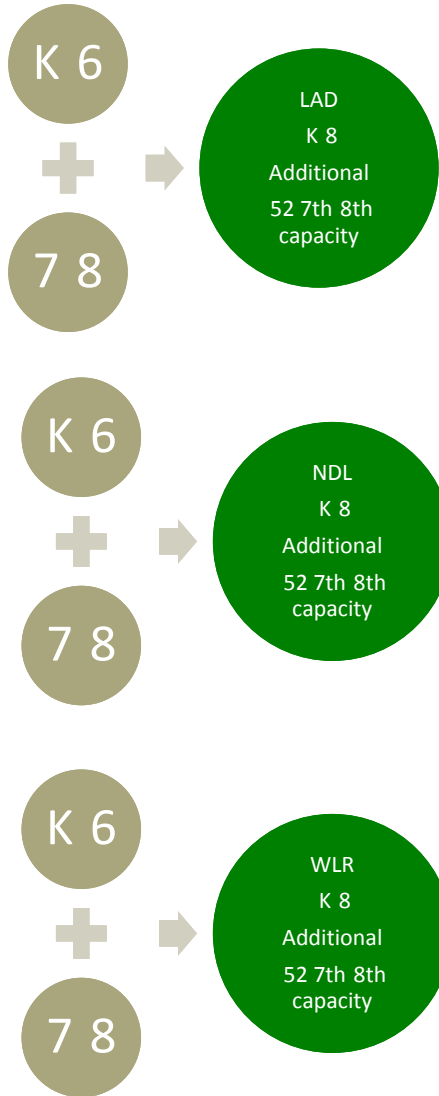 K 6
7 8
LAD
K 8
Additional
52 7th 8th
capacity
K 6
7 8
NDL
K 8
Additional
52 7th 8th
capacity
K 6
7 8
WLR
K 8
Additional
52 7th 8th
capacity